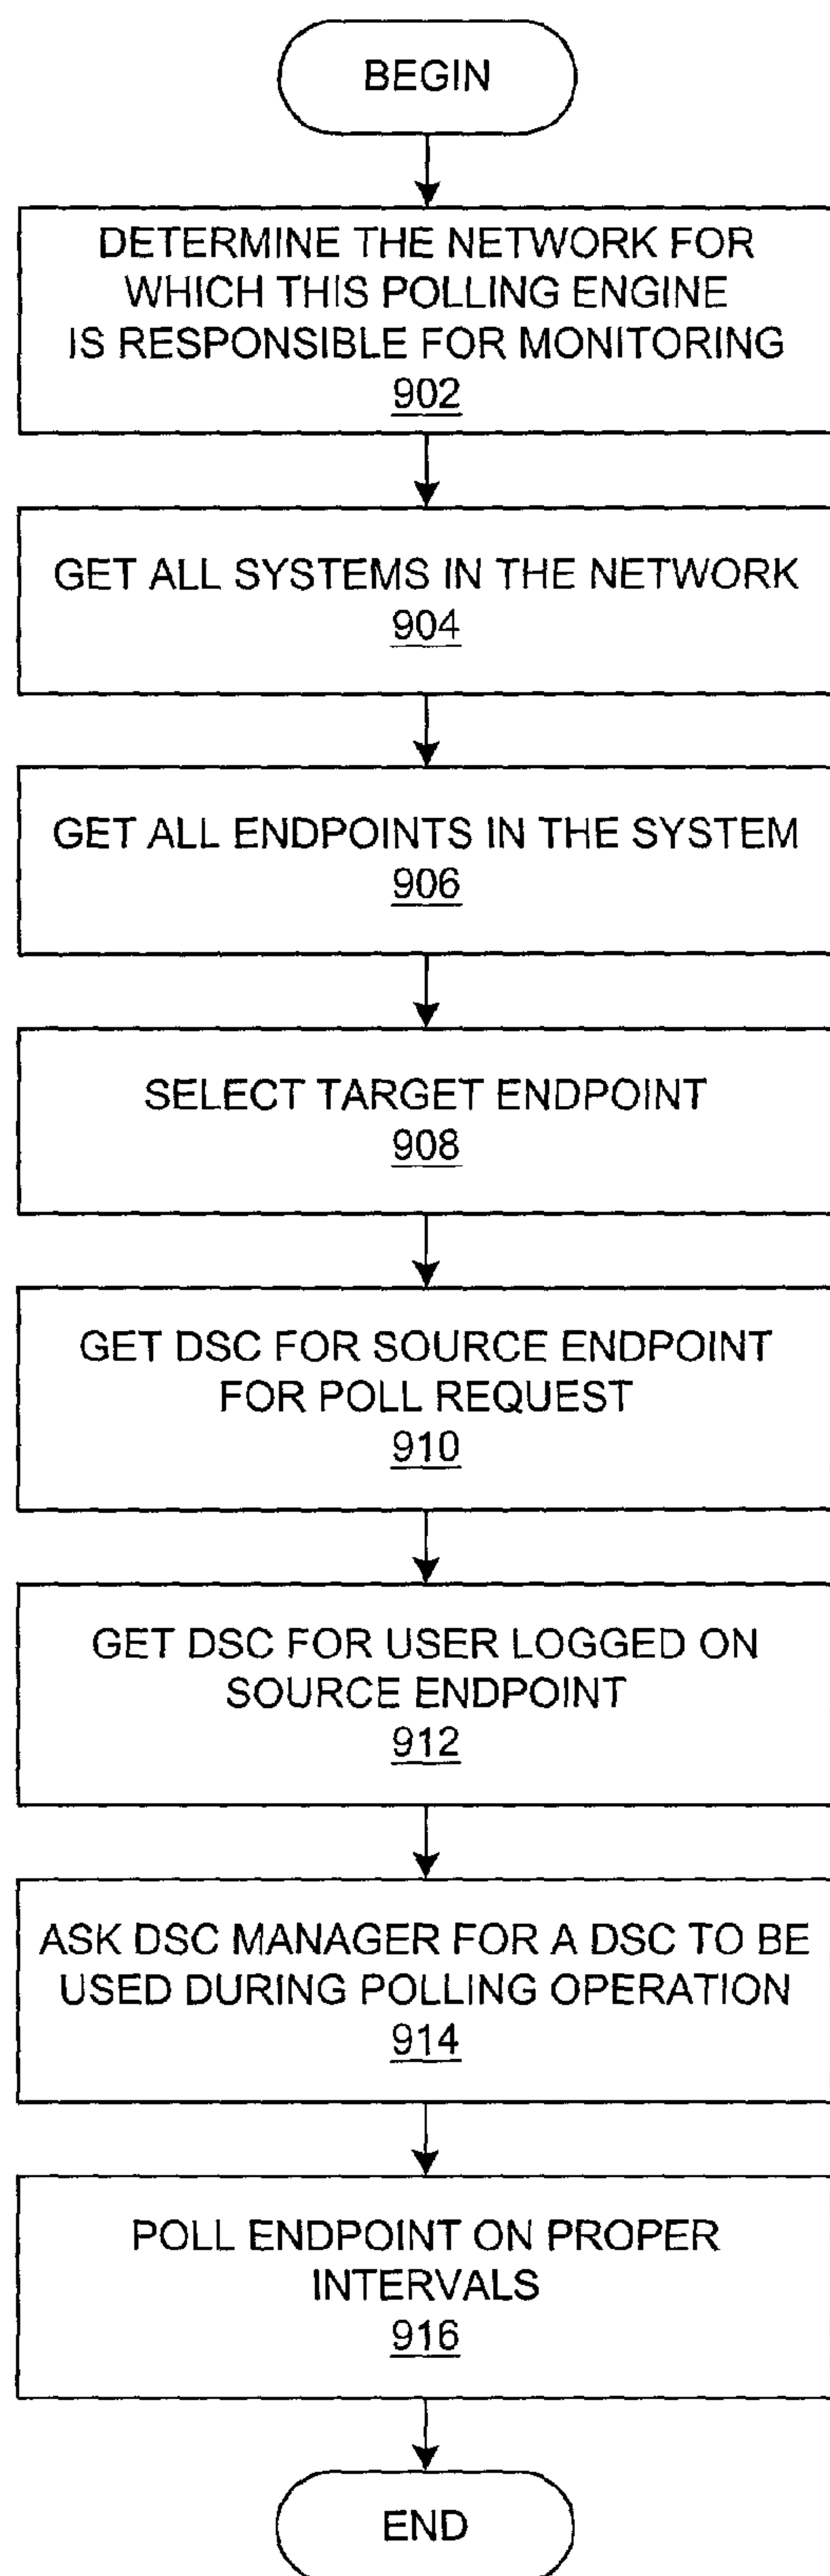 BEGIN
DETERMINE THE NETWORK FOR
WHICH THIS POLLING ENGINE
IS RESPONSIBLE FOR MONITORING
902
GET ALL SYSTEMS IN THE NETWORK
904
GET ALL ENDPOINTS IN THE SYSTEM
906
SELECT TARGET ENDPOINT
908
GET DSC FOR SOURCE ENDPOINT
FOR POLL REQUEST
910
GET DSC FOR USER LOGGED ON
SOURCE ENDPOINT
912
ASK DSC MANAGER FOR A DSC TO BE
USED DURING POLLING OPERATION
914
POLL ENDPOINT ON PROPER
INTERVALS
916
END